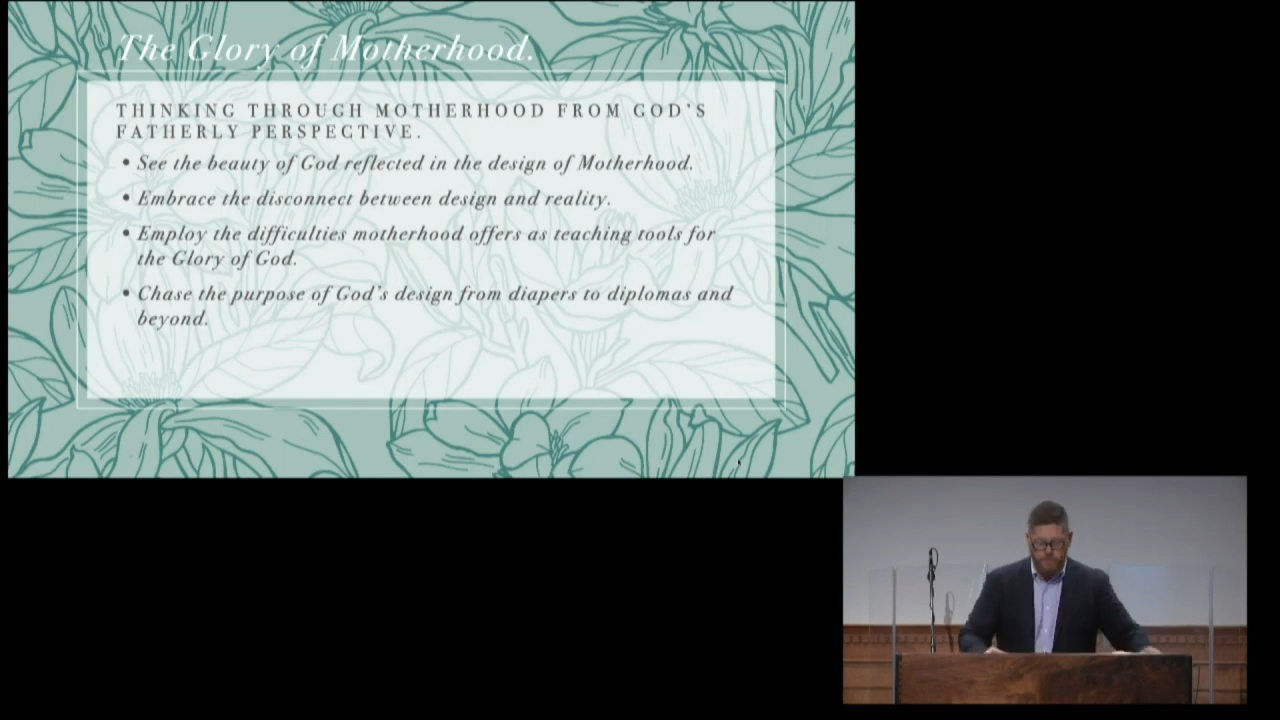 The Glory of Motherhood.
THINKING THROUGH MOTHERHOOD FROM GOD'S
FATHERLY PERSPECTIVE.
• See the beauty of God reflected in the design of Motherhood.
• Embrace the disconnect between design and reality.
• Employ the difficulties motherhood offers as teaching tools for
the Glory of God.
• Chase the purpose of God's design from diapers to diplomas and
beyond.